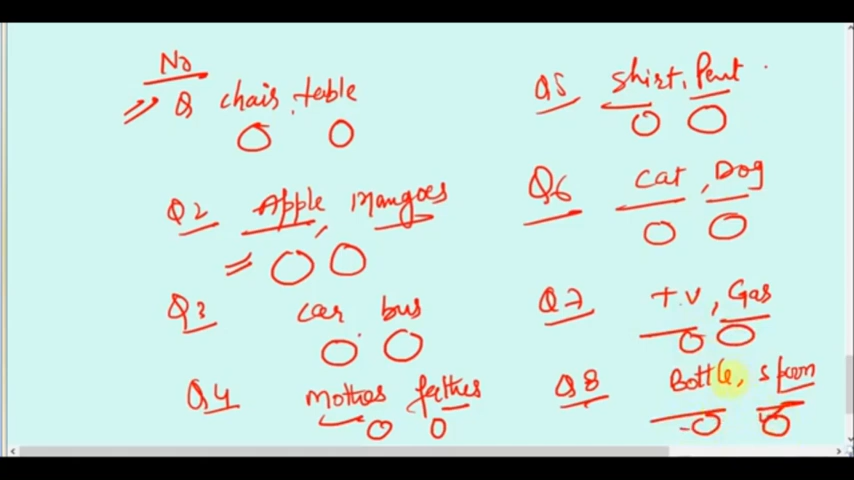 No
Q chair, table
Q2 Apple, Mangoes
Q3 car bus
Q4 mother father
Q5 shirt, Pent
Q6 cat, Dog
Q7 T.V, Gas
Q8 Bottle, spoon